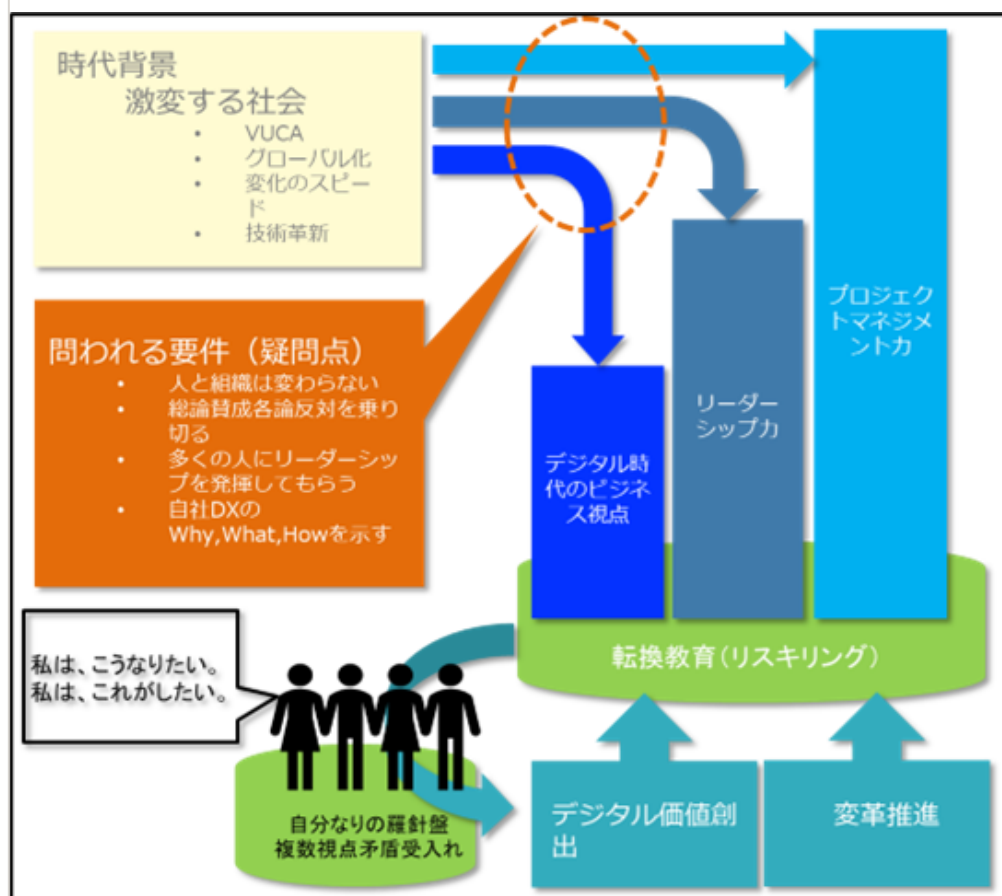 時代背景
激変する社会
• VUCA
• グローバル化
• 変化のスピー
ド
• 技術革新
問われる要件（疑問点）
• 人と組織は変わらない
• 総論賛成各論反対を乗り
切る
• 多くの人にリーダーシッ
プを発揮してもらう
• 自社DXの
Why,What,Howを示す
デジタル時
代のビジネ
ス視点
リーダー
シップ力
プロジェク
トマネジメ
ント力
転換教育（リスキリング）
私は、こうなりたい。
私は、これがしたい。
自分なりの羅針盤
複数視点矛盾受入れ
デジタル価値創
出
変革推進